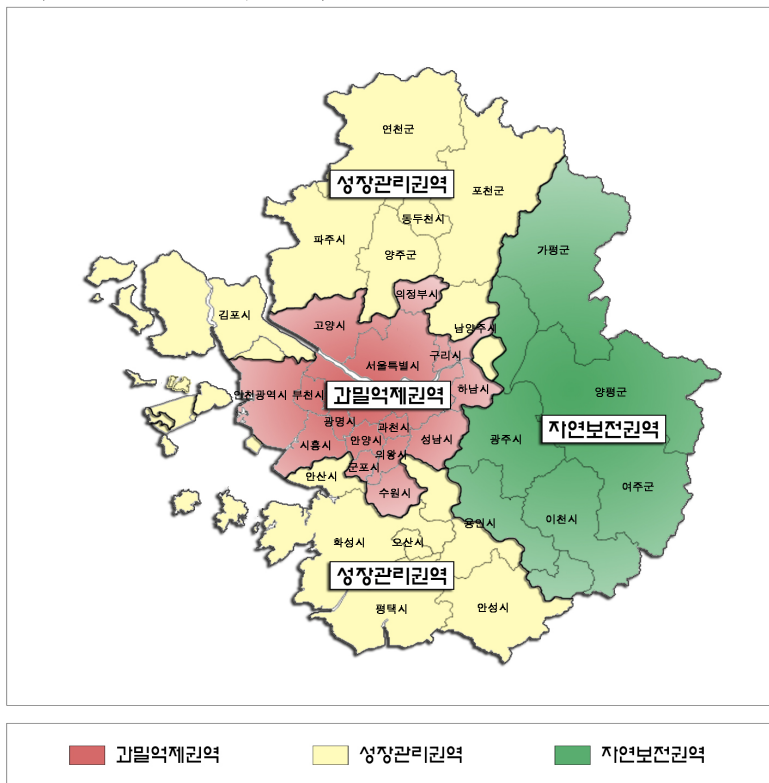 연천군
성장관리권역
포천군
동두천시
파주시
양주군
가평군
의정부시
김포시
고양시
남양주시
구리시
서울특별시
하남시
인천광역시
부천시
과밀억제권역
양평군
광명시
과천시
자연보전권역
시흥시
안양시
성남시
광주시
의왕시
군포시
안산시
수원시
여주군
용인시
이천시
화성시
오산시
성장관리권역
평택시
안성시
과밀억제권역
성장관리권역
자연보전권역